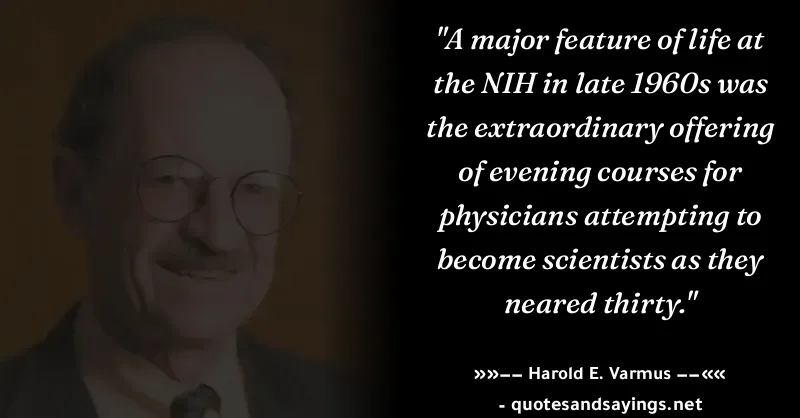 "A major feature of life at
the NIH in late 1960s was
the extraordinary offering
of evening courses for
physicians attempting to
become scientists as they
neared thirty."
»»−− Harold E. Varmus −−««
- quotesandsayings.net